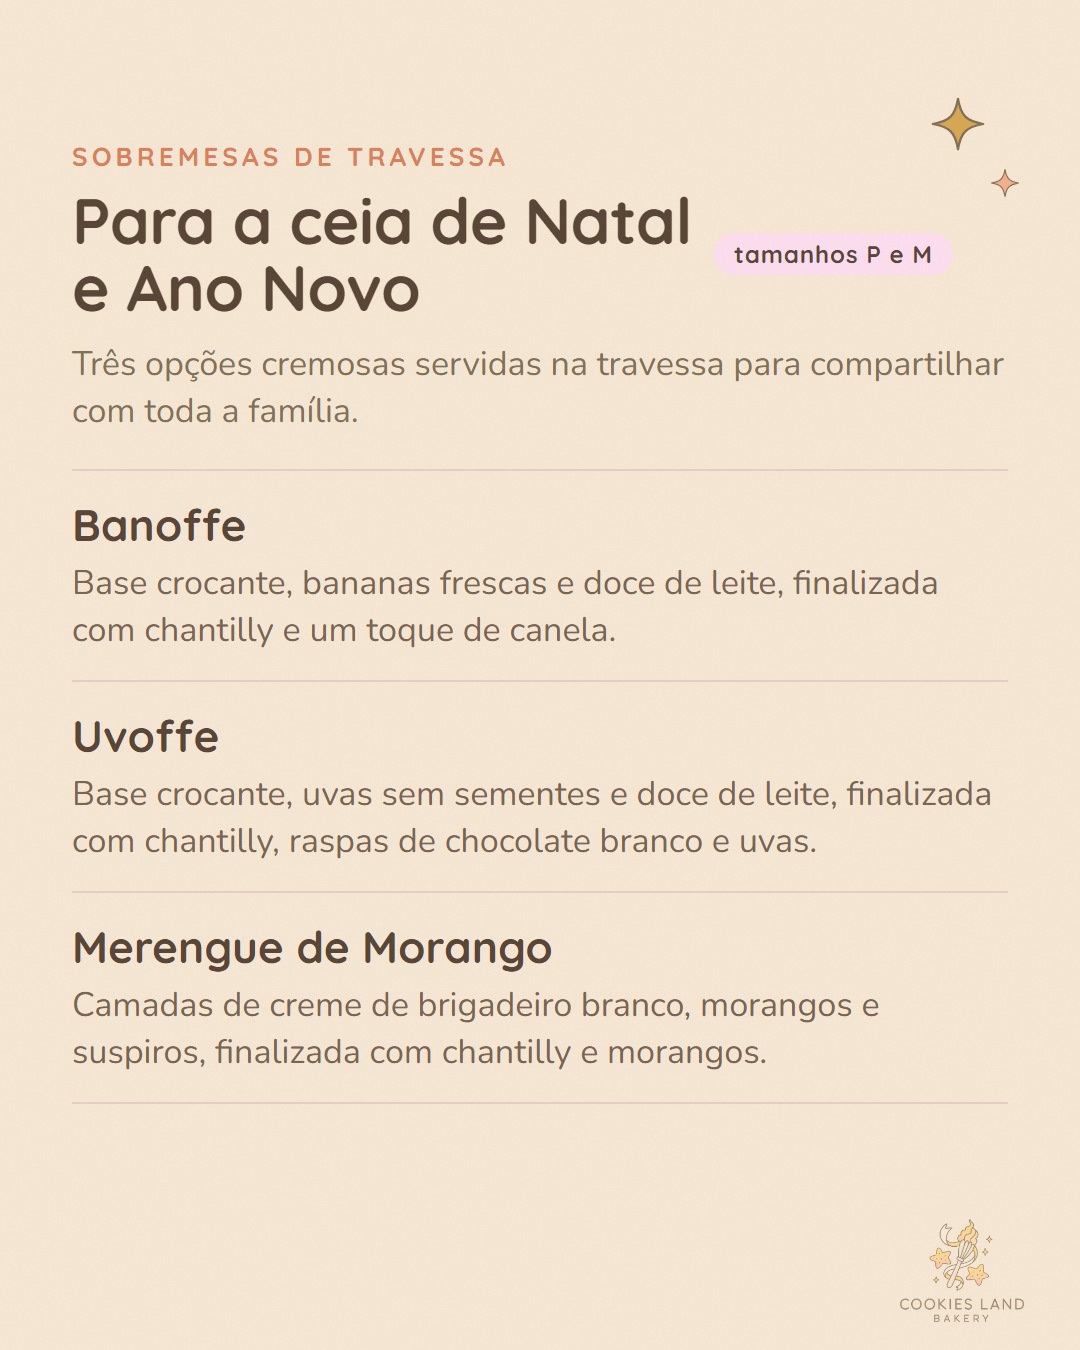 SOBREMESAS DE TRAVESSA
Para a ceia de Natal
e Ano Novo
tamanhos P e M
Três opções cremosas servidas na travessa para compartilhar
com toda a família.
Banoffe
Base crocante, bananas frescas e doce de leite, finalizada
com chantilly e um toque de canela.
Uvoffe
Base crocante, uvas sem sementes e doce de leite, finalizada
com chantilly, raspas de chocolate branco e uvas.
Merengue de Morango
Camadas de creme de brigadeiro branco, morangos e
suspiros, finalizada com chantilly e morangos.
COOKIES LAND
BAKERY